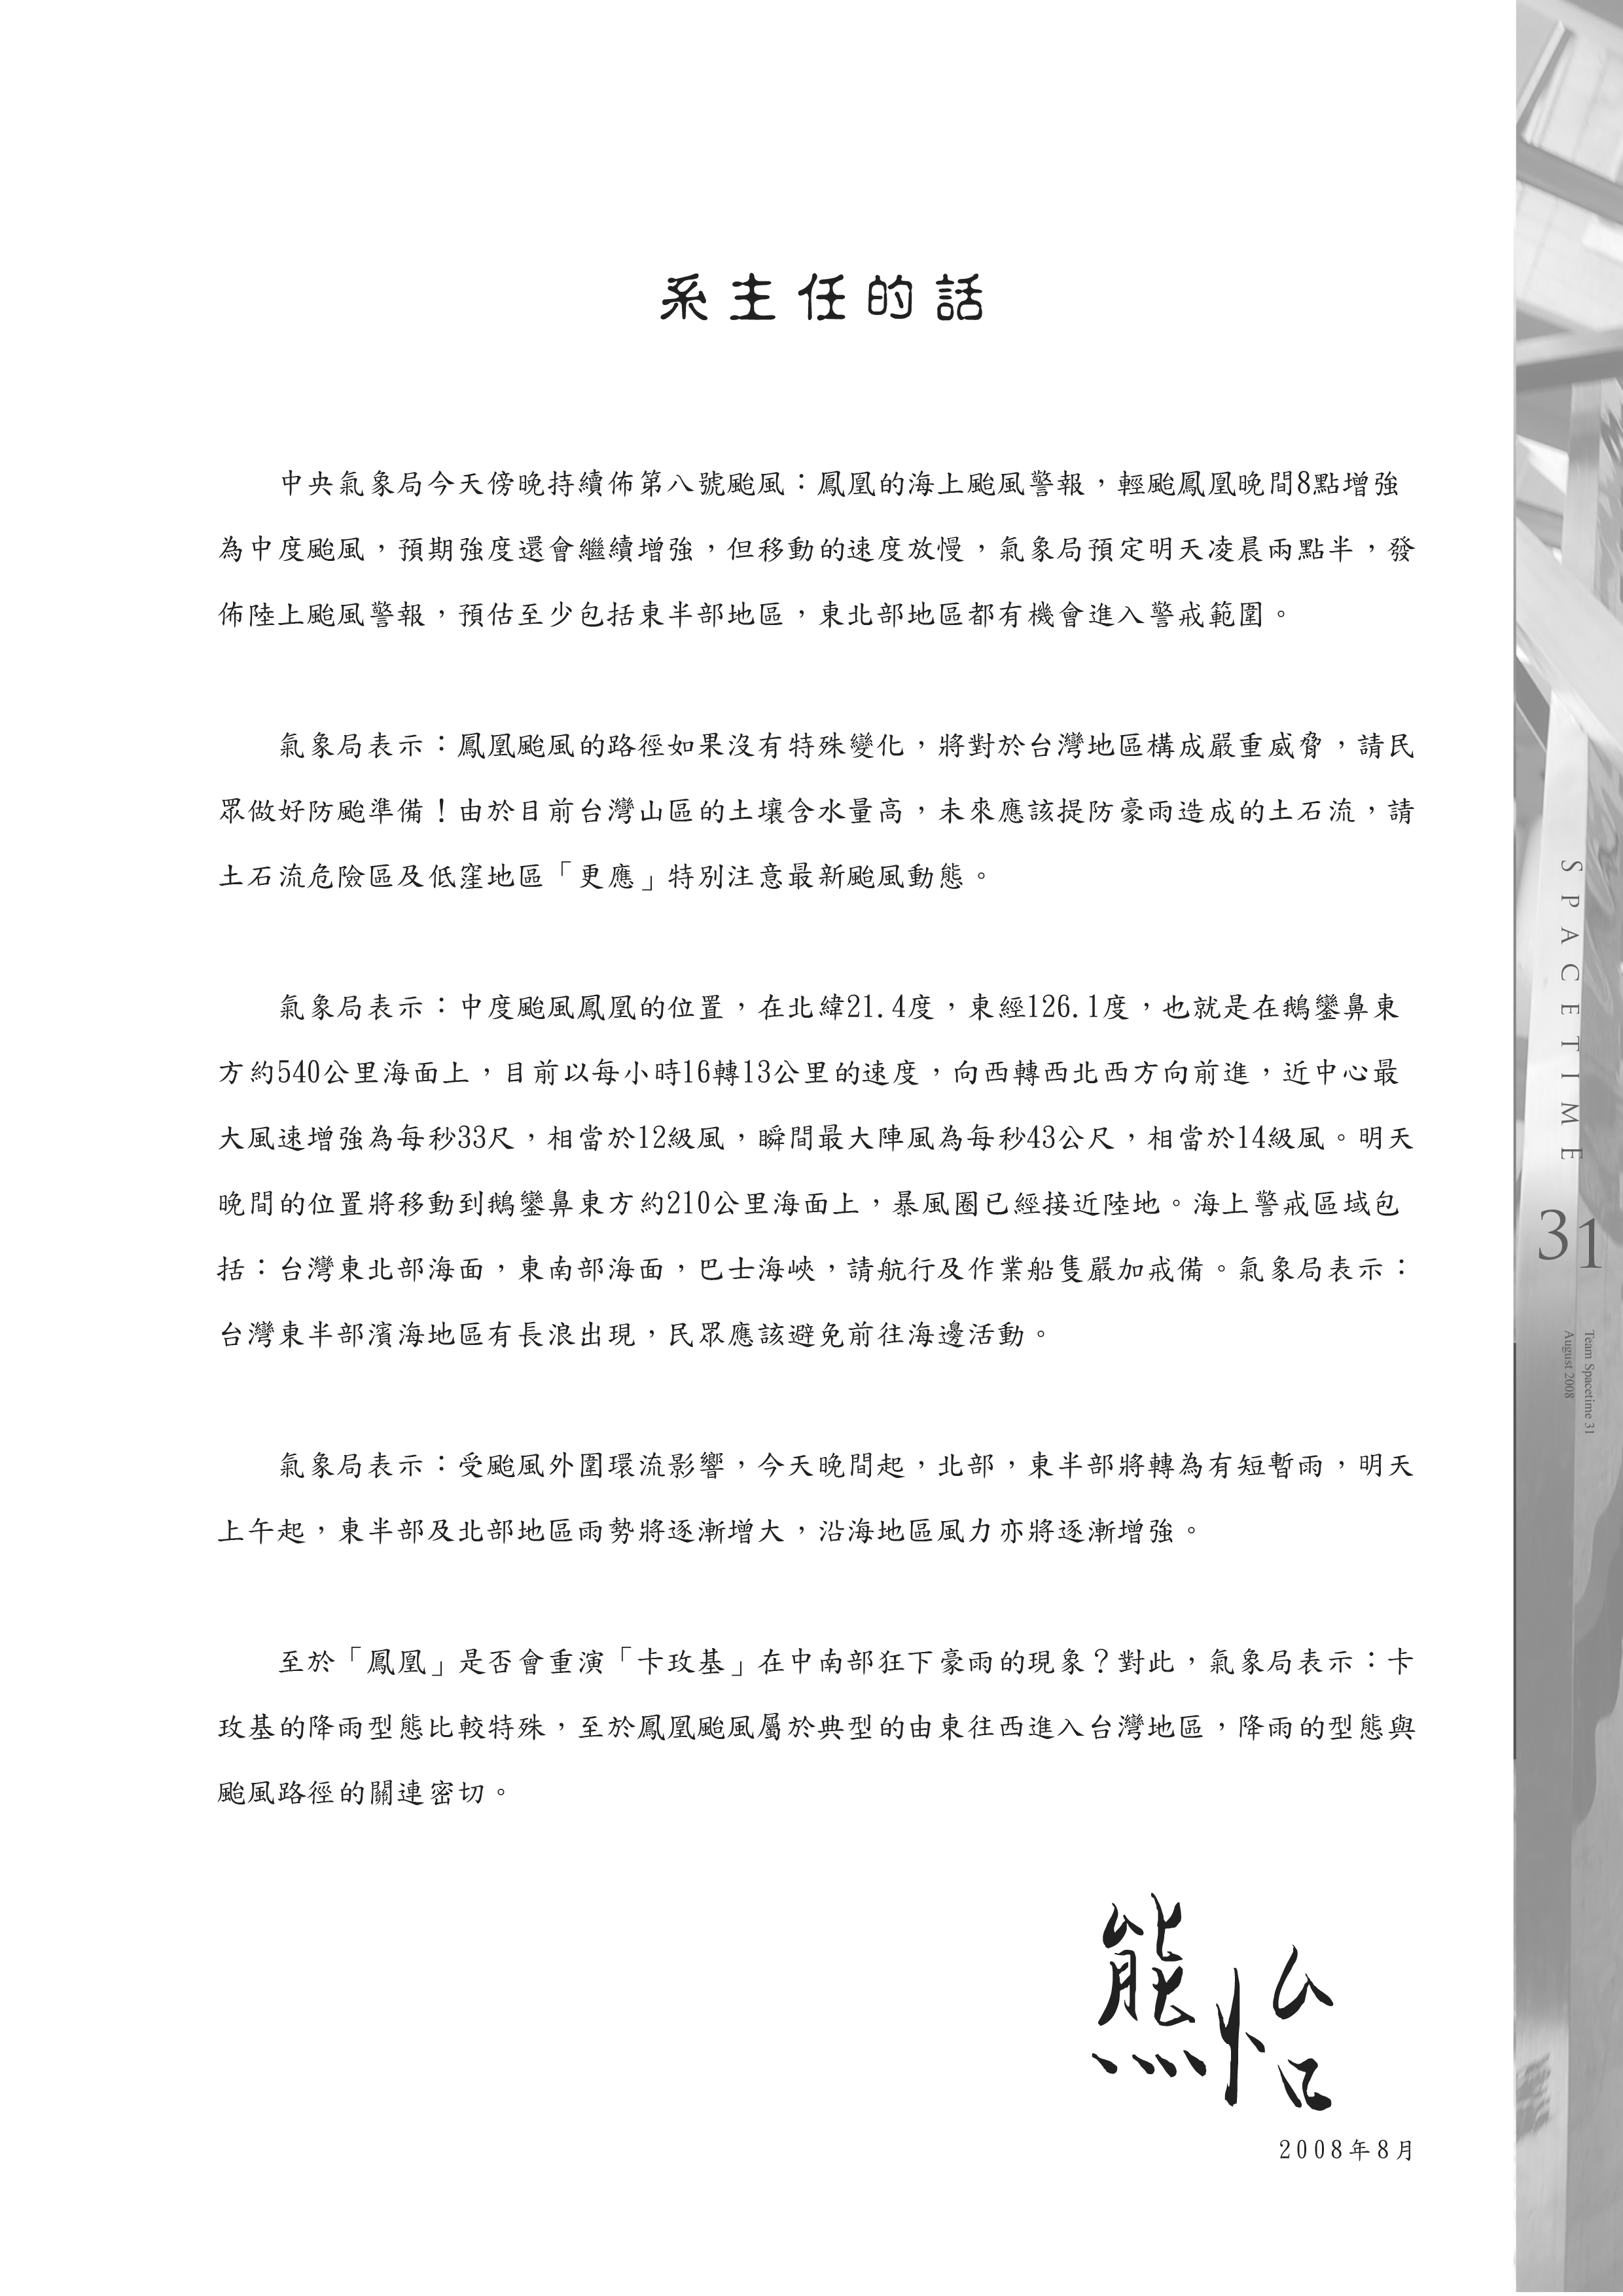 系主任的話
中央氣象局今天傍晚持續佈第八號颱風：鳳凰的海上颱風警報，輕颱鳳凰晚間8點增強
為中度颱風，預期強度還會繼續增強，但移動的速度放慢，氣象局預定明天凌晨兩點半，發
佈陸上颱風警報，預估至少包括東半部地區，東北部地區都有機會進入警戒範圍。
氣象局表示：鳳凰颱風的路徑如果沒有特殊變化，將對於台灣地區構成嚴重威脅，請民
眾做好防颱準備！由於目前台灣山區的土壤含水量高，未來應該提防豪雨造成的土石流，請
土石流危險區及低窪地區「更應」特別注意最新颱風動態。
氣象局表示：中度颱風鳳凰的位置，在北緯21.4度，東經126.1度，也就是在鵝鑾鼻東
方約540公里海面上，目前以每小時16轉13公里的速度，向西轉西北西方向前進，近中心最
大風速增強為每秒33尺，相當於12級風，瞬間最大陣風為每秒43公尺，相當於14級風。明天
晚間的位置將移動到鵝鑾鼻東方約210公里海面上，暴風圈已經接近陸地。海上警戒區域包
括：台灣東北部海面，東南部海面，巴士海峽，請航行及作業船隻嚴加戒備。氣象局表示：
台灣東半部濱海地區有長浪出現，民眾應該避免前往海邊活動。
氣象局表示：受颱風外圍環流影響，今天晚間起，北部，東半部將轉為有短暫雨，明天
上午起，東半部及北部地區雨勢將逐漸增大，沿海地區風力亦將逐漸增強。
至於「鳳凰」是否會重演「卡玫基」在中南部狂下豪雨的現象？對此，氣象局表示：卡
玫基的降雨型態比較特殊，至於鳳凰颱風屬於典型的由東往西進入台灣地區，降雨的型態與
颱風路徑的關連密切。
熊怡
2008年8月
SPACETIME
31
Team Spacetime 31
August 2008